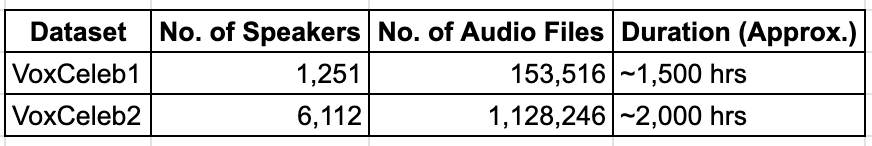 Dataset No. of Speakers No. of Audio Files Duration (Approx.)
VoxCeleb1 1,251 153,516 ~1,500 hrs
VoxCeleb2 6,112 1,128,246 ~2,000 hrs